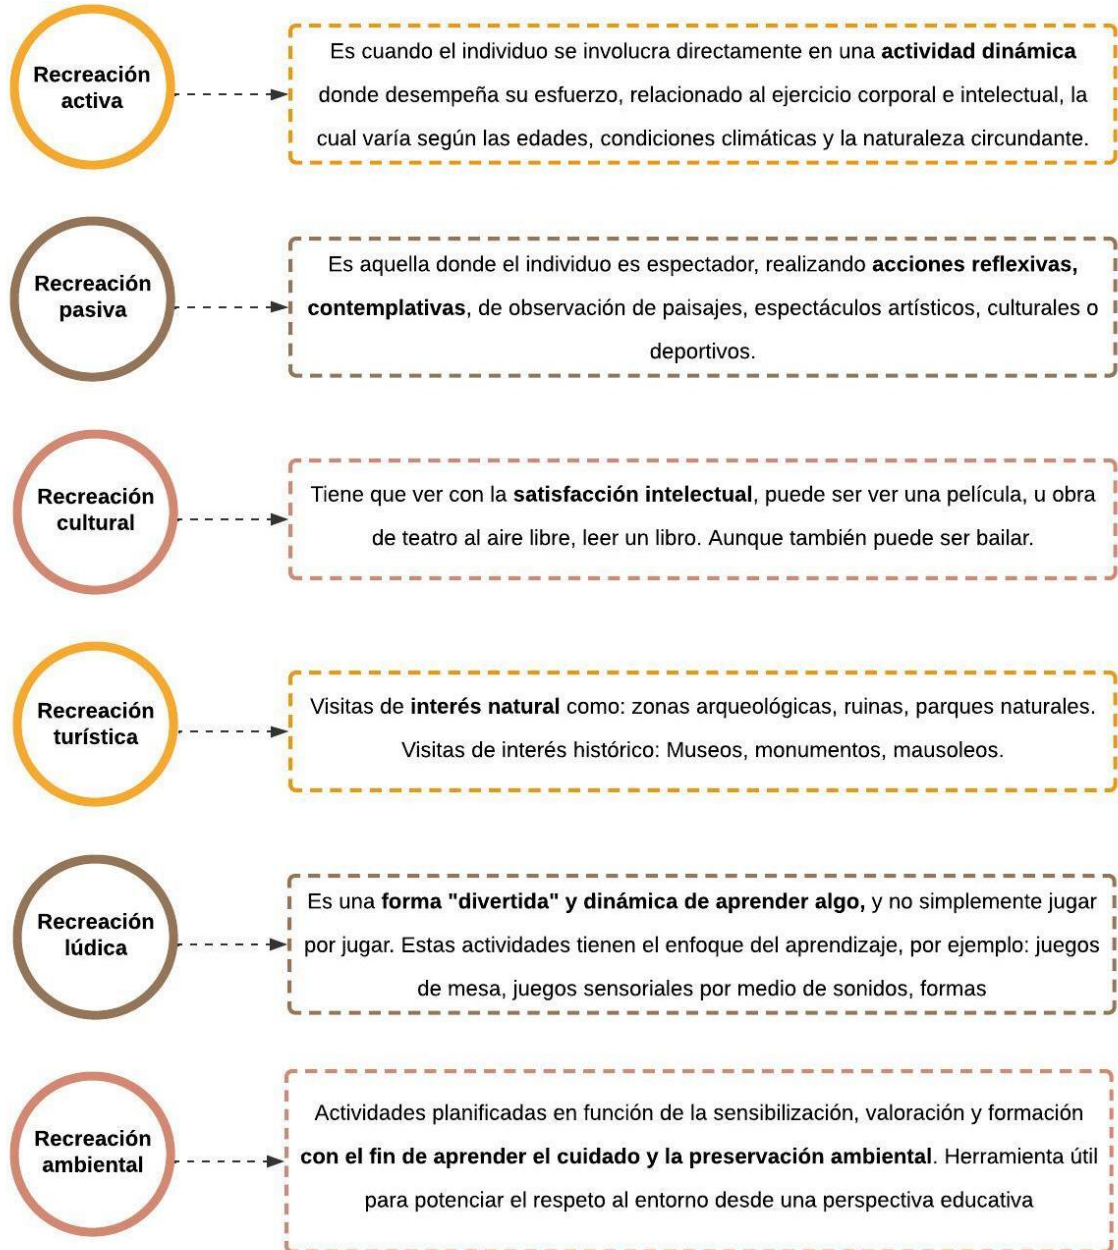 Recreación
activa
Es cuando el individuo se involucra directamente en una actividad dinámica
donde desempeña su esfuerzo, relacionado al ejercicio corporal e intelectual, la
cual varía según las edades, condiciones climáticas y la naturaleza circundante.
Recreación
pasiva
Es aquella donde el individuo es espectador, realizando acciones reflexivas,
contemplativas, de observación de paisajes, espectáculos artísticos, culturales o
deportivos.
Recreación
cultural
Tiene que ver con la satisfacción intelectual, puede ser ver una película, u obra
de teatro al aire libre, leer un libro. Aunque también puede ser bailar.
Recreación
turística
Visitas de interés natural como: zonas arqueológicas, ruinas, parques naturales.
Visitas de interés histórico: Museos, monumentos, mausoleos.
Recreación
lúdica
Es una forma "divertida" y dinámica de aprender algo, y no simplemente jugar
por jugar. Estas actividades tienen el enfoque del aprendizaje, por ejemplo: juegos
de mesa, juegos sensoriales por medio de sonidos, formas
Recreación
ambiental
Actividades planificadas en función de la sensibilización, valoración y formación
con el fin de aprender el cuidado y la preservación ambiental. Herramienta útil
para potenciar el respeto al entorno desde una perspectiva educativa